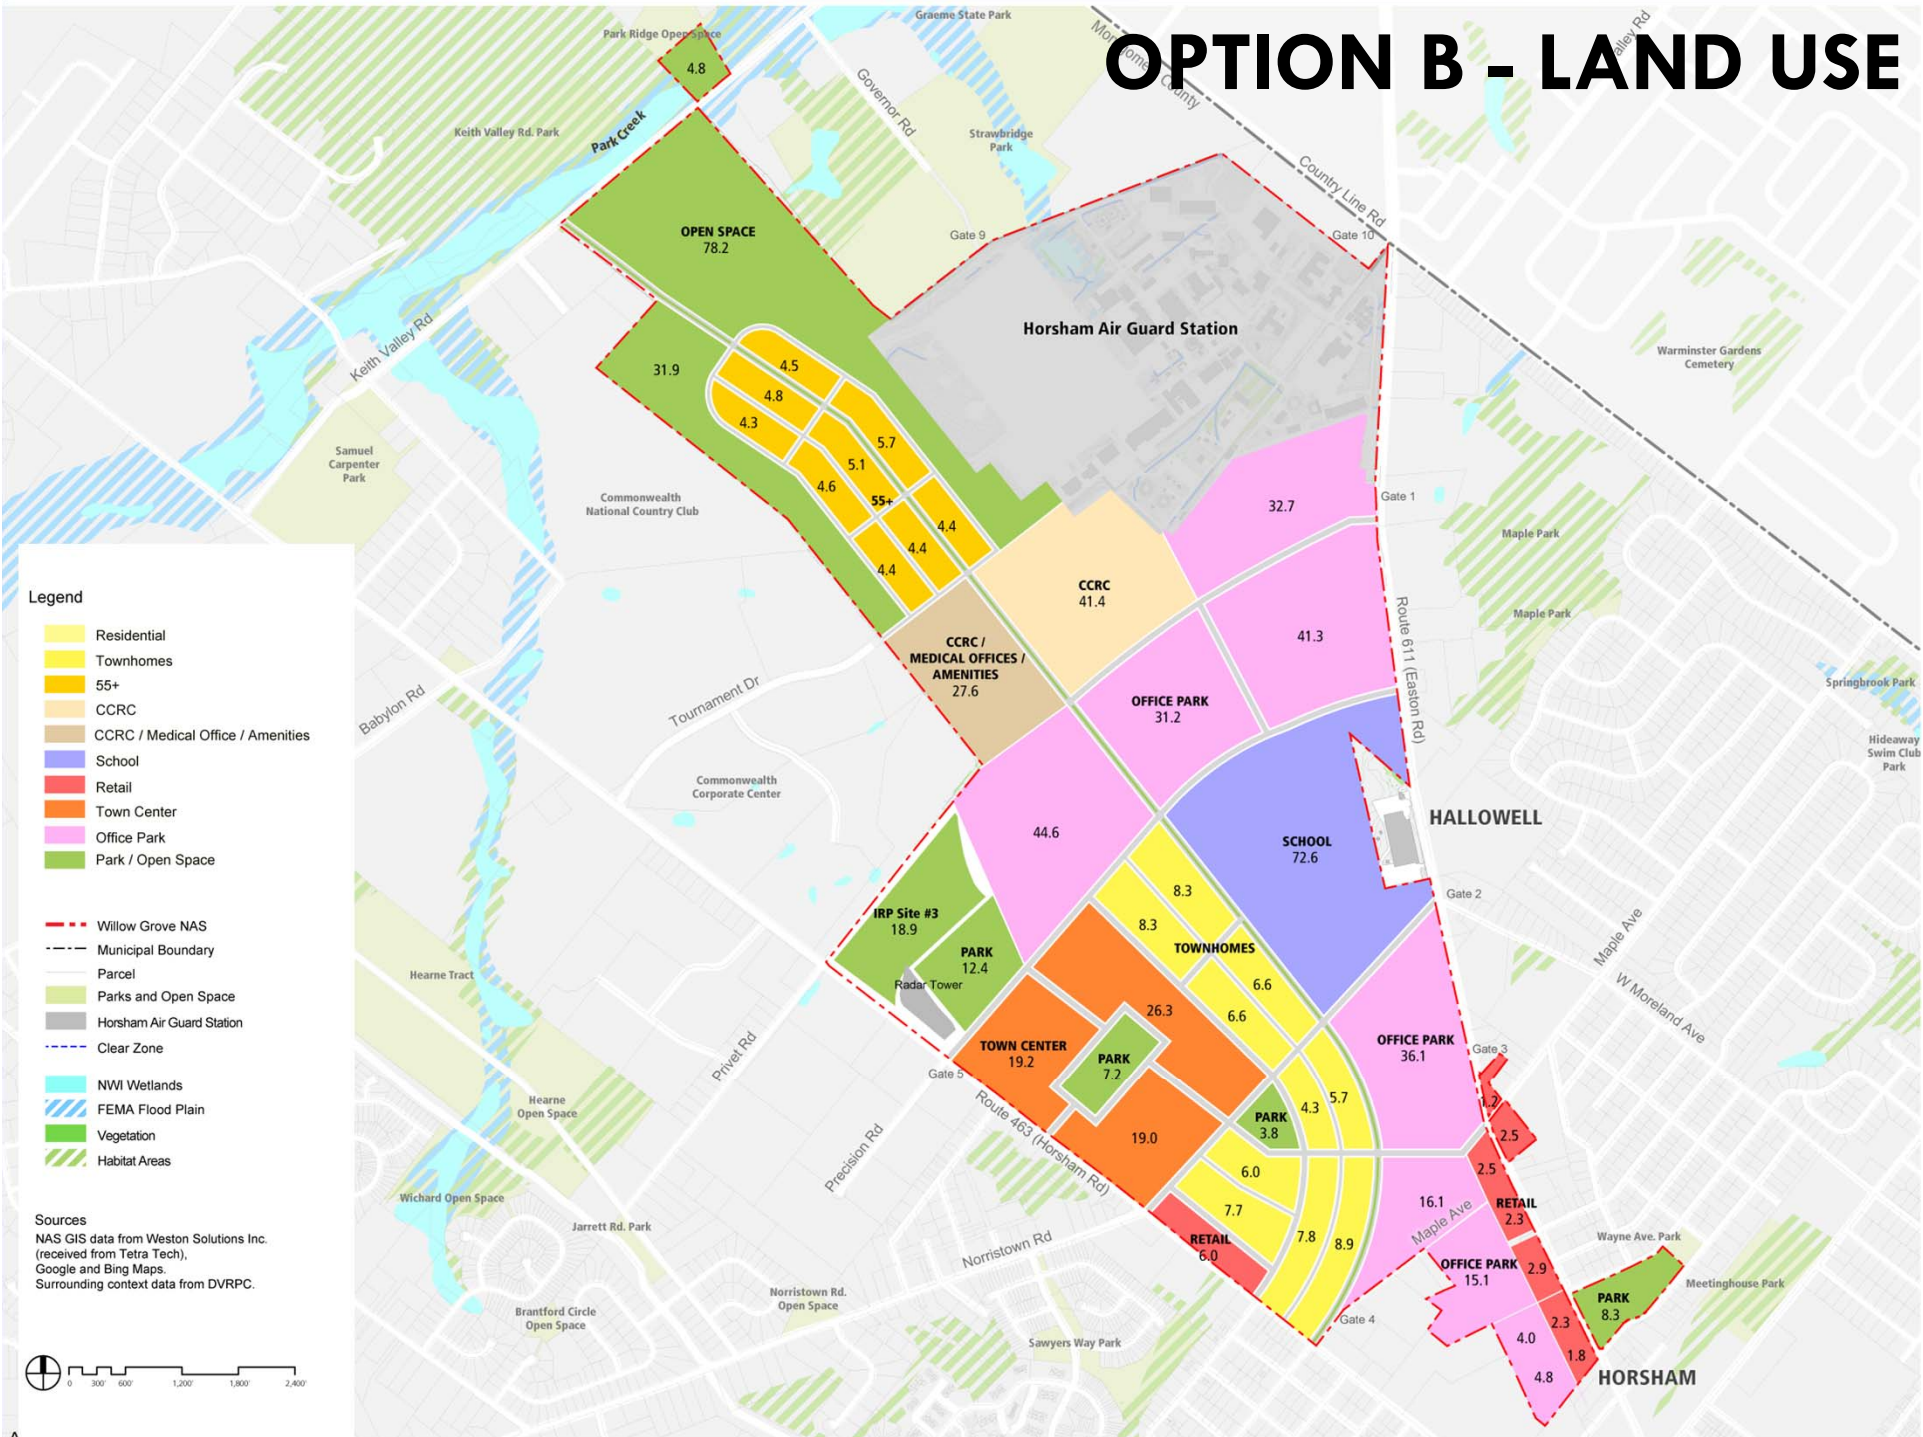 OPTION B - LAND USE
Graeme State Park
Park Ridge Open Space
4.8
Montgomery County
alley Rd
Governor Rd
Keith Valley Rd. Park
Park Creek
Strawbridge
Park
Country Line Rd
Gate 9
Gate 10
OPEN SPACE
78.2
Horsham Air Guard Station
Keith Valley Rd
31.9
4.5
4.8
4.3
5.7
5.1
4.6
55+
4.4
4.4
4.4
Warminster Gardens
Cemetery
Samuel
Carpenter
Park
Commonwealth
National Country Club
32.7
Gate 1
Maple Park
Maple Park
CCRC
41.4
41.3
Route 611 (Easton Rd)
CCRC /
MEDICAL OFFICES /
AMENITIES
27.6
OFFICE PARK
31.2
Springbrook Park
Hideaway
Swim Club
Park
Babylon Rd
Tournament Dr
Commonwealth
Corporate Center
44.6
SCHOOL
72.6
HALLOWELL
Gate 2
Maple Ave
W Moreland Ave
8.3
8.3
TOWNHOMES
6.6
6.6
IRP Site #3
18.9
PARK
12.4
Radar Tower
Hearne Tract
26.3
TOWN CENTER
19.2
PARK
7.2
OFFICE PARK
36.1
Gate 3
Gate 5
Privet Rd
Route 463 (Horsham Rd)
Precision Rd
Hearne
Open Space
4.3
5.7
PARK
3.8
19.0
1.2
2.5
2.5
6.0
7.7
16.1
RETAIL
2.3
Maple Ave
7.8
8.9
RETAIL
6.0
OFFICE PARK
15.1
2.9
Wayne Ave. Park
PARK
8.3
Meetinghouse Park
2.3
4.0
1.8
4.8
HORSHAM
Gate 4
Wichard Open Space
Jarrett Rd. Park
Norristown Rd
Norristown Rd.
Open Space
Brantford Circle
Open Space
Sawyers Way Park
Legend
Residential
Townhomes
55+
CCRC
CCRC / Medical Office / Amenities
School
Retail
Town Center
Office Park
Park / Open Space
Willow Grove NAS
Municipal Boundary
Parcel
Parks and Open Space
Horsham Air Guard Station
Clear Zone
NWI Wetlands
FEMA Flood Plain
Vegetation
Habitat Areas
Sources
NAS GIS data from Weston Solutions Inc.
(received from Tetra Tech),
Google and Bing Maps.
Surrounding context data from DVRPC.
0 300' 600' 1,200' 1,800' 2,400'